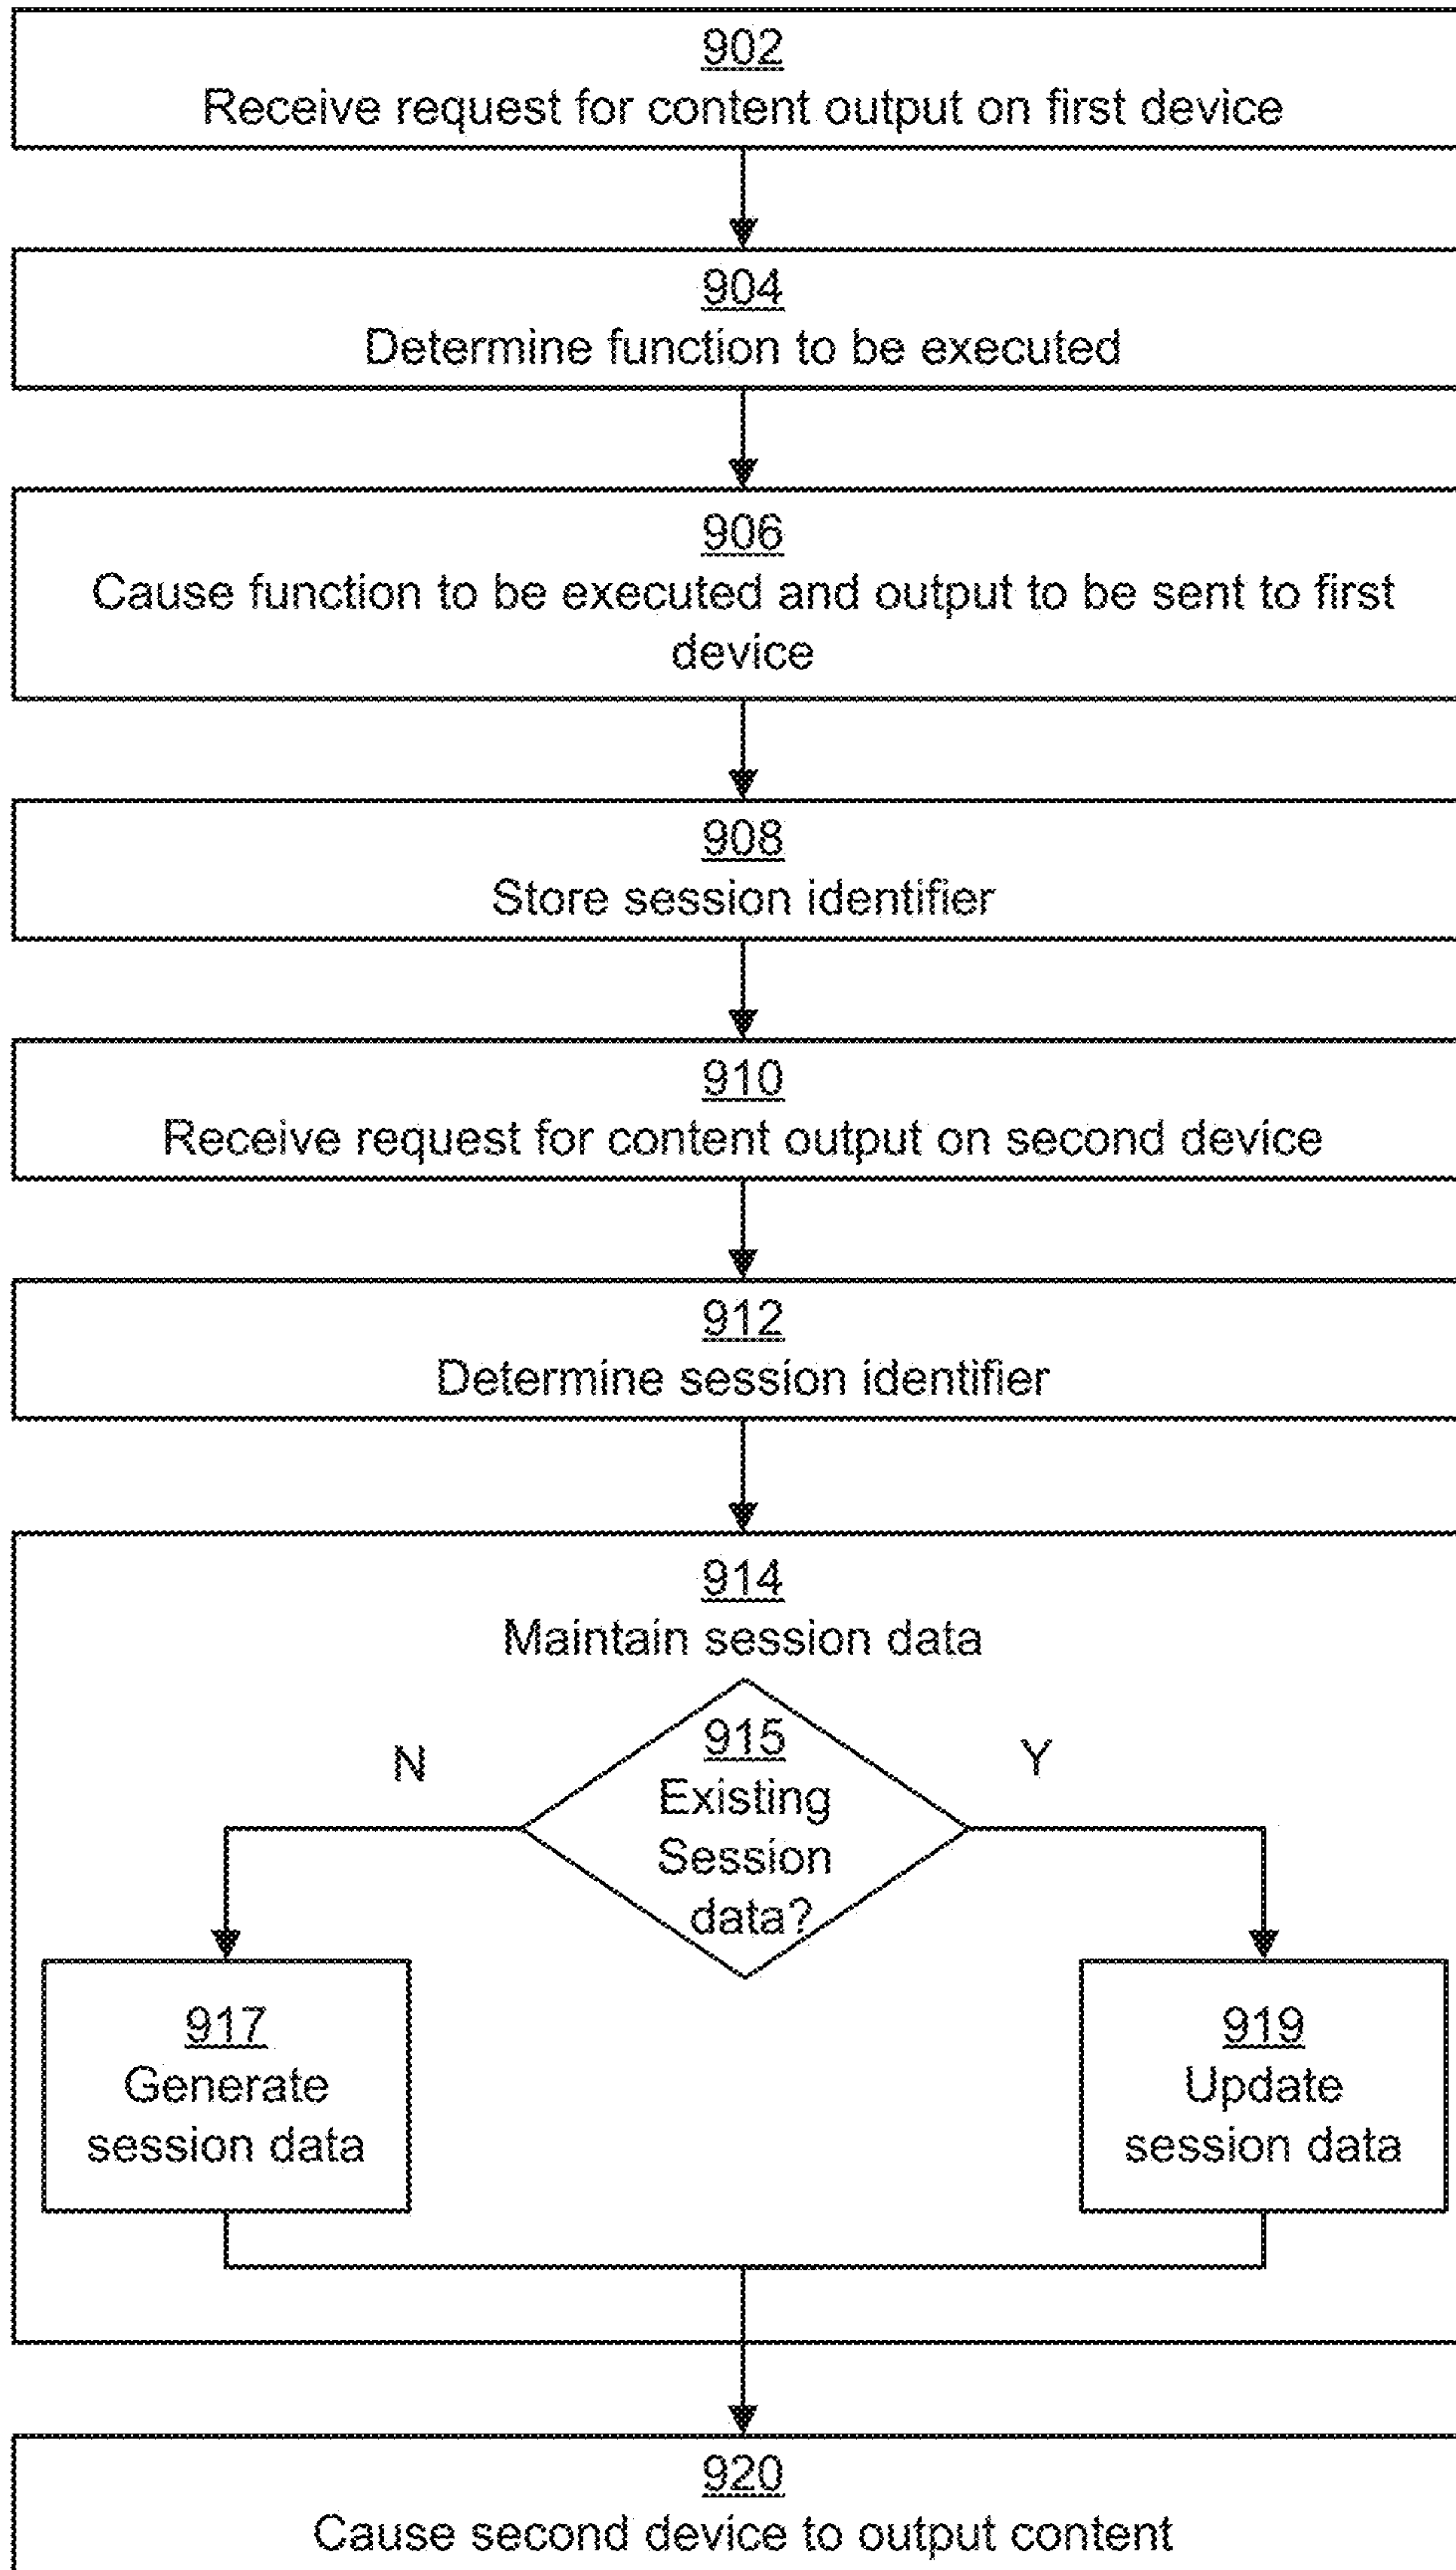 902
Receive request for content output on first device
904
Determine function to be executed
906
Cause function to be executed and output to be sent to first
device
908
Store session identifier
910
Receive request for content output on second device
912
Determine session identifier
914
Maintain session data
915
Existing
Session
data?
N
Y
917
Generate
session data
919
Update
session data
920
Cause second device to output content